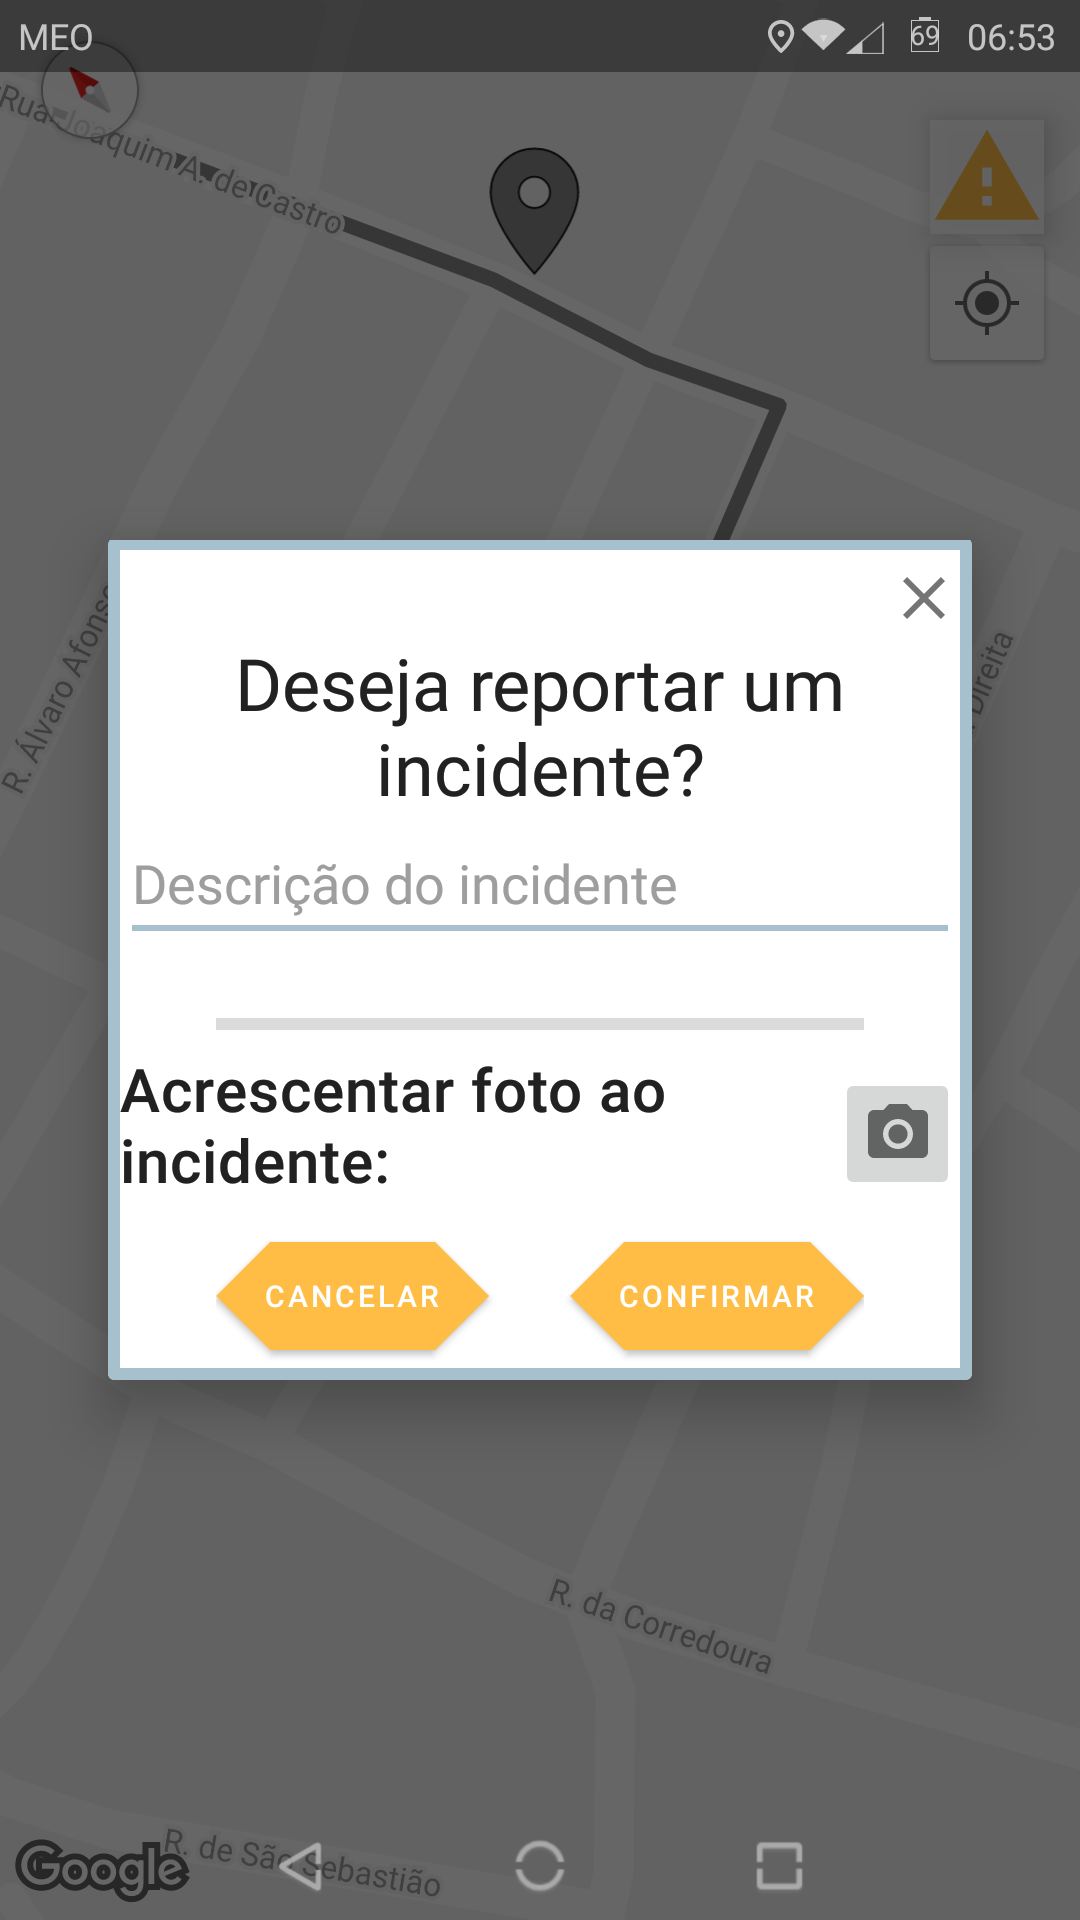 MEO 69 06:53
Rua Joaquim A. de Castro
Deseja reportar um
incidente?
R. Álvaro Afonso
Direita
Descrição do incidente
Acrescentar foto ao
incidente:
CANCELAR CONFIRMAR
R. da Corredoura
R. de São Sebastião
Google